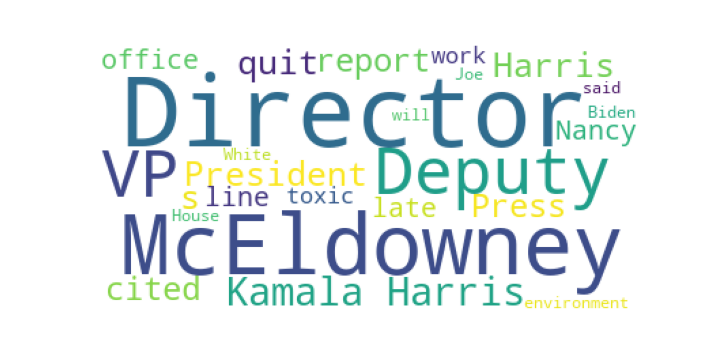 office quit report work Harris
Joe said
Director will Biden
Nancy
VP White President Deputy
s line toxic late Press
House
McEldowney
cited Kamala Harris environment